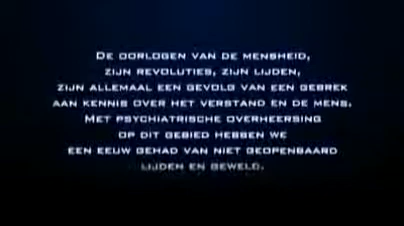 De oorlogen van de mensheid,
zijn revoluties, zijn lijden,
zijn allemaal een gevolg van een gebrek
aan kennis over het verstand en de mens.
Met psychiatrische overheersing
op dit gebied hebben we
een eeuw gehad van niet geopenbaard
lijden en geweld.